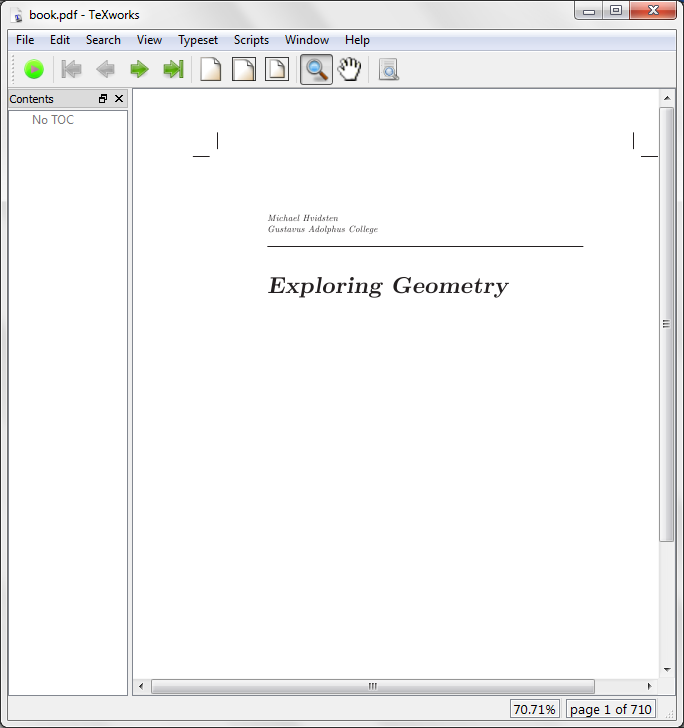 book.pdf - TeXworks
File Edit Search View Typeset Scripts Window Help
Contents
No TOC
Michael Hvidsten
Gustavus Adolphus College
Exploring Geometry
70.71% page 1 of 710